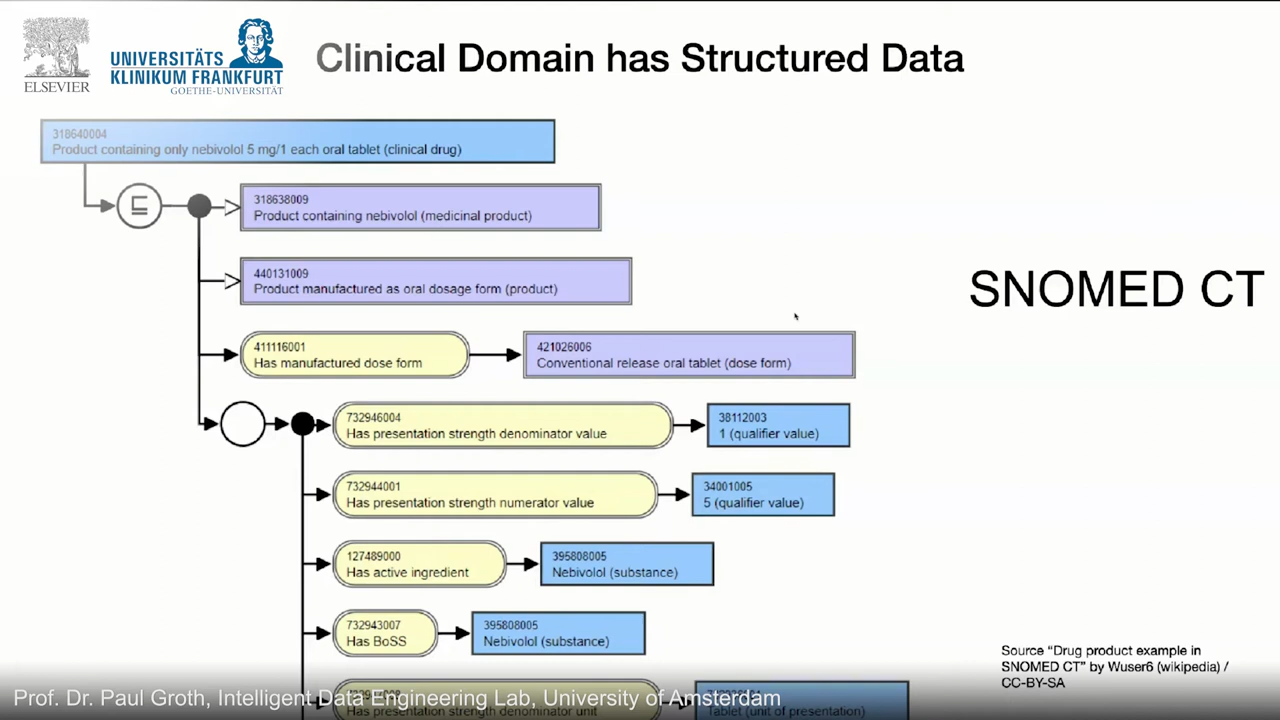 ELSEVIER
UNIVERSITÄTS
KLINIKUM FRANKFURT
GOETHE-UNIVERSITÄT
Clinical Domain has Structured Data
318640004
Product containing only nebivolol 5 mg/1 each oral tablet (clinical drug)
⊑
318638009
Product containing nebivolol (medicinal product)
440131009
Product manufactured as oral dosage form (product)
411116001
Has manufactured dose form
421026006
Conventional release oral tablet (dose form)
SNOMED CT
732946004
Has presentation strength denominator value
38112003
1 (qualifier value)
732944001
Has presentation strength numerator value
34001005
5 (qualifier value)
127489000
Has active ingredient
395808005
Nebivolol (substance)
732943007
Has BoSS
395808005
Nebivolol (substance)
Has presentation strength denominator unit
Tablet (unit of presentation)
Source “Drug product example in
SNOMED CT” by Wuser6 (wikipedia) /
CC-BY-SA
Prof. Dr. Paul Groth, Intelligent Data Engineering Lab, University of Amsterdam